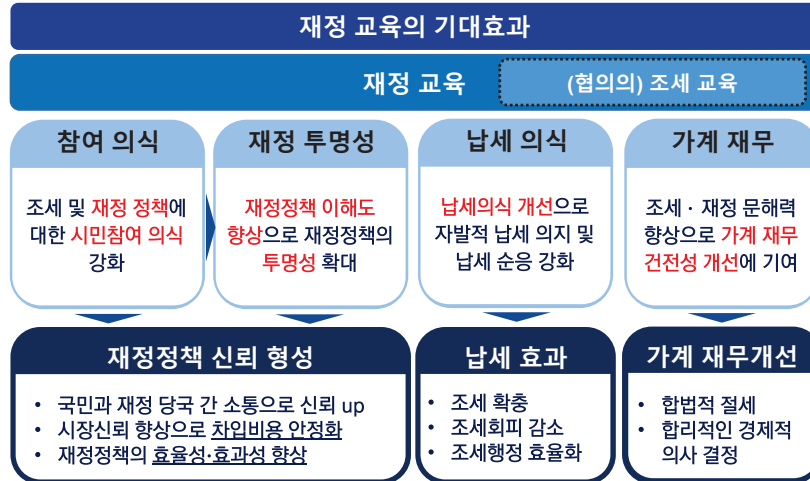 재정 교육의 기대효과
재정 교육
(협의의) 조세 교육
참여 의식
조세 및 재정 정책에
대한 시민참여 의식
강화
재정 투명성
재정정책 이해도
향상으로 재정정책의
투명성 확대
납세 의식
납세의식 개선으로
자발적 납세 의지 및
납세 순응 강화
가계 재무
조세 · 재정 문해력
향상으로 가계 재무
건전성 개선에 기여
재정정책 신뢰 형성
• 국민과 재정 당국 간 소통으로 신뢰 up
• 시장신뢰 향상으로 차입비용 안정화
• 재정정책의 효율성·효과성 향상
납세 효과
• 조세 확충
• 조세회피 감소
• 조세행정 효율화
가계 재무개선
• 합법적 절세
• 합리적인 경제적
의사 결정